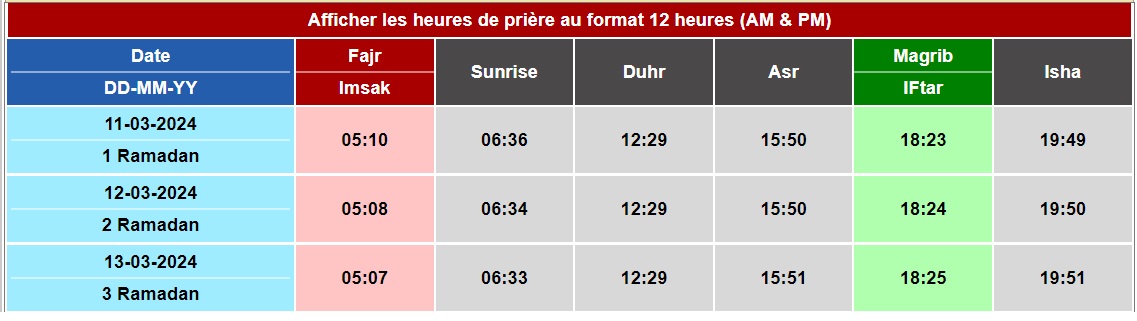 Afficher les heures de prière au format 12 heures (AM & PM)
Date Fajr Sunrise Duhr Asr Magrib Isha
DD-MM-YY Imsak IFtar
11-03-2024 05:10 06:36 12:29 15:50 18:23 19:49
1 Ramadan
12-03-2024 05:08 06:34 12:29 15:50 18:24 19:50
2 Ramadan
13-03-2024 05:07 06:33 12:29 15:51 18:25 19:51
3 Ramadan